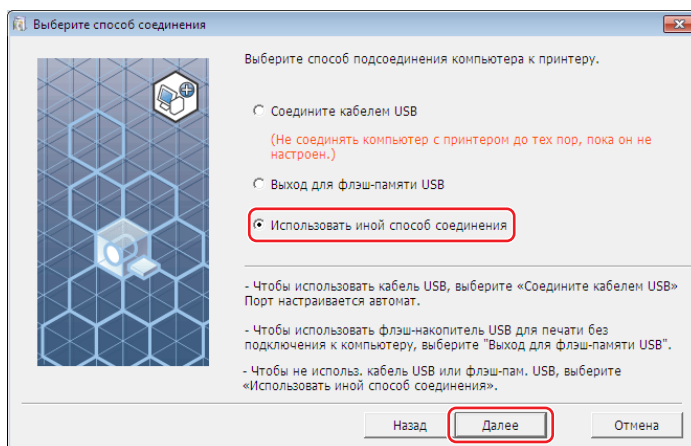 Выберите способ соединения
Выберите способ подсоединения компьютера к принтеру.
Соедините кабелем USB
(Не соединять компьютер с принтером до тех пор, пока он не
настроен.)
Выход для флэш-памяти USB
Использовать иной способ соединения
- Чтобы использовать кабель USB, выберите «Соедините кабелем USB»
Порт настраивается автомат.
- Чтобы использовать флэш-накопитель USB для печати без
подключения к компьютеру, выберите "Выход для флэш-памяти USB".
- Чтобы не использ. кабель USB или флэш-пам. USB, выберите
«Использовать иной способ соединения».
Назад
Далее
Отмена